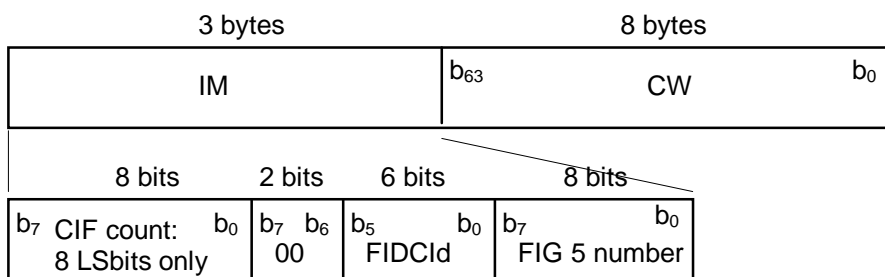 3 bytes 8 bytes
IM b63 CW b0
8 bits 2 bits 6 bits 8 bits
b7 CIF count: b0 b7 b6 b5 b0 b7 b0
8 LSbits only 00 FIDCId FIG 5 number